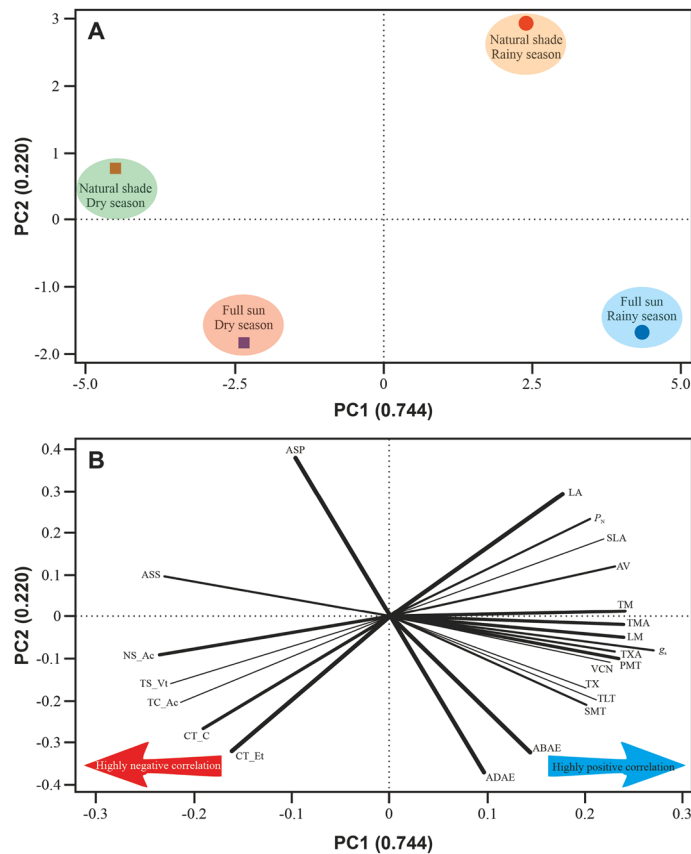 A
3
2
1
0
-1.0
-2.0
PC2 (0.220)
Natural shade
Rainy season
Natural shade
Dry season
Full sun
Dry season
Full sun
Rainy season
-5.0
-2.5
0
2.5
5.0
PC1 (0.744)
B
0.4
0.3
0.2
0.1
0
-0.1
-0.2
-0.3
-0.4
PC2 (0.220)
ASP
LA
PN
SLA
ASS
AV
TM
TMA
LM
gs
NS_Ac
TXA
PMT
VCN
TS_Vt
TX
TC_Ac
TLT
SMT
CT_C
CT_Et
ABAE
ADAE
Highly negative correlation
Highly positive correlation
-0.3
-0.2
-0.1
0
0.1
0.2
0.3
PC1 (0.744)